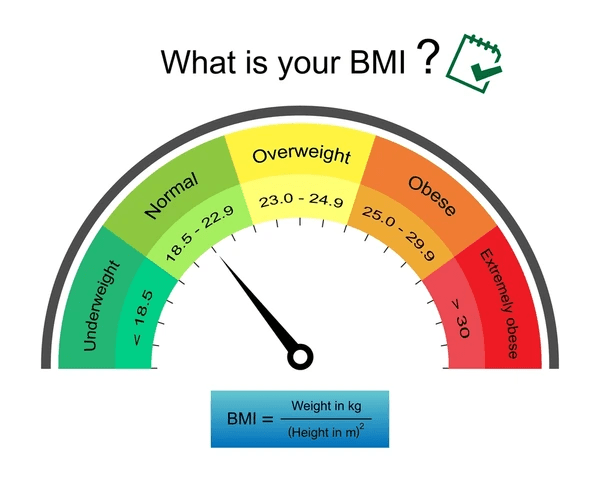 What is your BMI ?
Underweight
< 18.5
Normal
18.5 - 22.9
Overweight
23.0 - 24.9
Obese
25.0 - 29.9
Extremely obese
> 30
BMI = Weight in kg
(Height in m)²